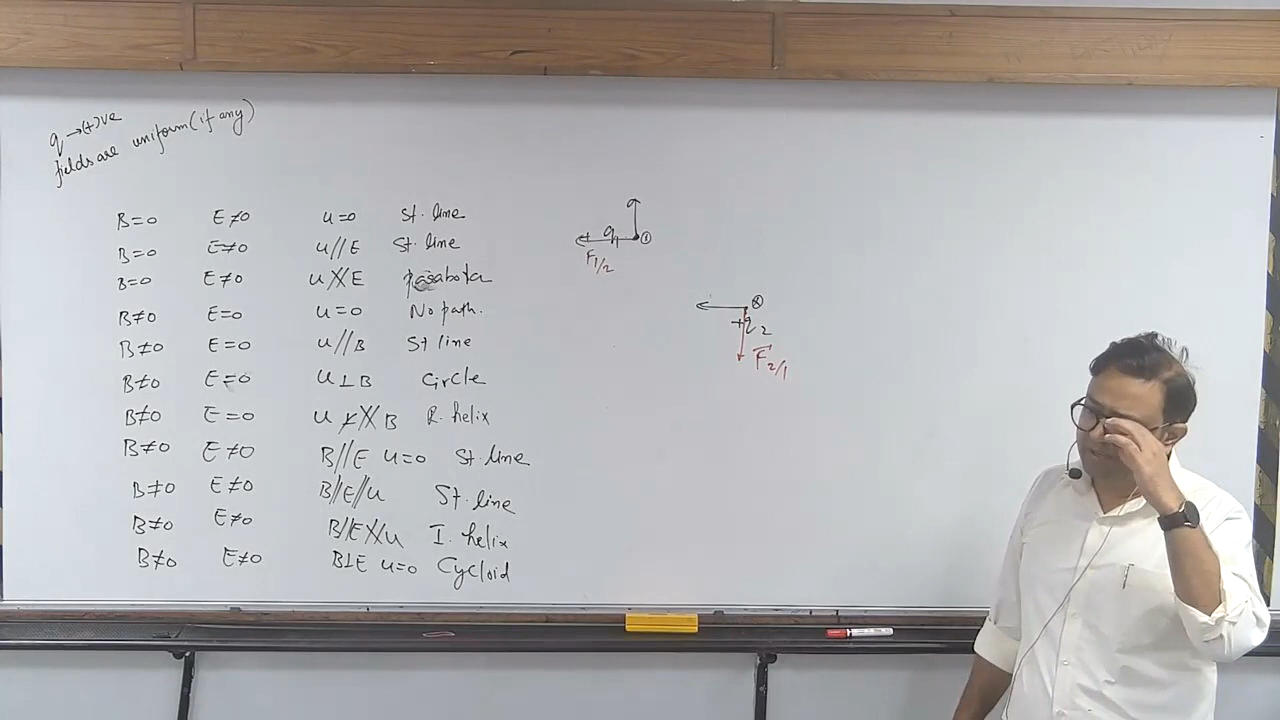 q → (+)ve
fields are uniform (if any)
B=0 E≠0 u=0 St. line
B=0 E≠0 u//E St. line
B=0 E≠0 u∦E parabola
B≠0 E=0 u=0 No path.
B≠0 E=0 u//B St line
B≠0 E=0 u⊥B Circle
B≠0 E=0 u⊥̸∦B R. helix
B≠0 E≠0 B//E u=0 St. line
B≠0 E≠0 B//E//u St. line
B≠0 E≠0 B//E∦u I. helix
B≠0 E≠0 B⊥E u=0 Cycloid
+q1
F1/2
+q2
F2/1